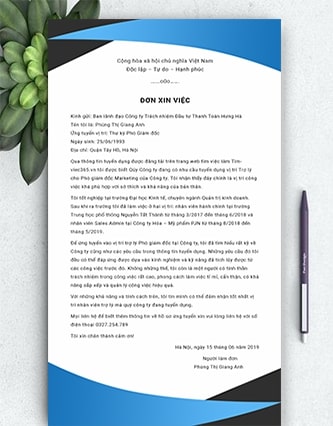 Cộng hòa xã hội chủ nghĩa Việt Nam
Độc lập – Tự do – Hạnh phúc
-----o0o-----
ĐƠN XIN VIỆC
Kính gửi: Ban lãnh đạo Công ty Trách nhiệm Đầu tư Thanh Toàn Hưng Hà
Tên tôi là: Phùng Thị Giang Anh
Ứng tuyển vị trí: Thư ký Phó Giám đốc
Ngày sinh: 25/06/1993
Địa chỉ: Quận Tây Hồ, Hà Nội
Qua thông tin tuyển dụng được đăng tải trên trang web tìm việc làm Tim-
viec365.vn tôi được biết Qúy Công ty đang có nhu cầu tuyển dụng vị trí Trợ lý
cho Phó giám đốc Marketing của Công ty. Tôi nhận thấy đây chính là vị trí công
việc khá phù hợp với sở thích và khả năng của bản thân.
Tôi tốt nghiệp tại trường Đại học Kinh tế, chuyên ngành Quản trị kinh doanh.
Sau khi ra trường tôi đã làm việc ở hai vị trí: nhân viên hành chính tại trường
Trung học phổ thông Nguyễn Tất Thành từ tháng 3/2017 đến tháng 6/2018 và
nhân viên Sales Admin tại Công ty Hóa – Mỹ phẩm PJN từ tháng 8/2018 đến
tháng 5/2019.
Để ứng tuyển vào vị trí trợ lý Phó giám đốc tại Công ty, tôi đã tìm hiểu rất kỹ về
Công ty cũng như các yêu cầu trong thông tin tuyển dụng. Những yêu cầu đó tôi
đều có thể đáp ứng được dựa vào kinh nghiệm và kỹ năng đã tích lũy được từ
các công việc trước đó. Không những thế, tôi còn là một người có tinh thần
trách nhiệm trong công việc rất cao, phong cách làm việc tỉ mỉ, cẩn thận, có khả
năng sắp xếp và quản lý công việc hiệu quả.
Với những khả năng và tính cách trên, tôi tin mình có thể đảm nhận tốt nhất vị
nhân viên trợ lý mà quý công ty đang tuyển dụng.
Mọi liên hệ để biết thêm thông tin về hồ sơ ứng tuyển xin vui lòng liên hệ với số
điện thoại 0327.254.789
Tôi xin chân thành cảm ơn!
Hà Nội, ngày 15 tháng 06 năm 2019
Người làm đơn
Phùng Thị Giang Anh